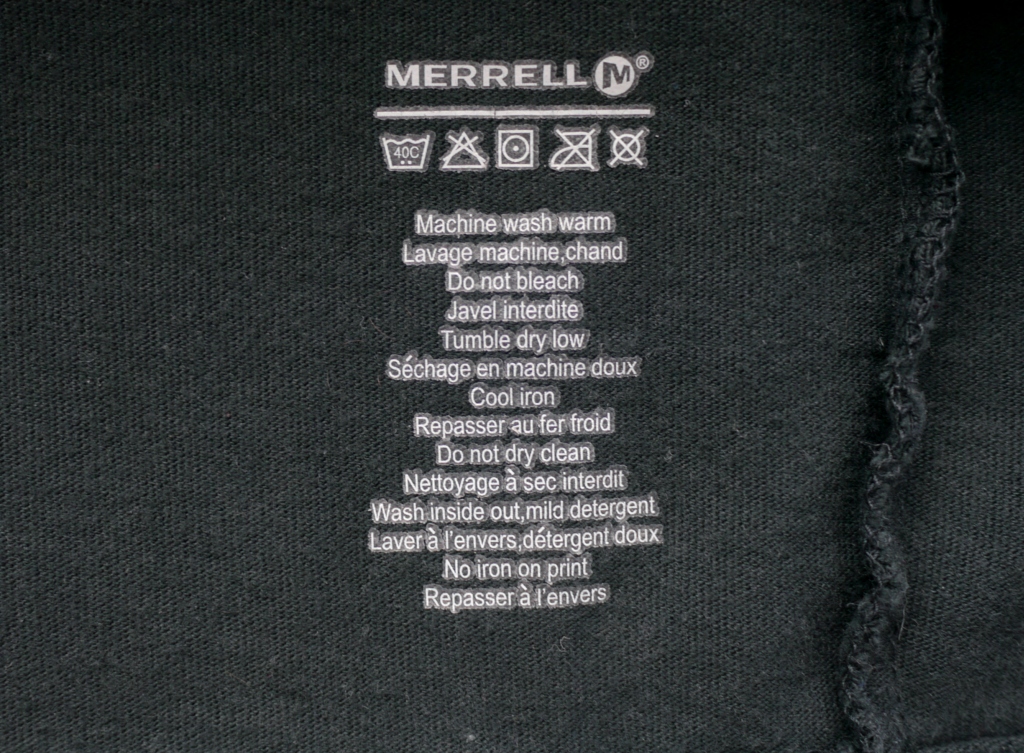 MERRELL M®
40C
Machine wash warm
Lavage machine,chand
Do not bleach
Javel interdite
Tumble dry low
Séchage en machine doux
Cool iron
Repasser au fer froid
Do not dry clean
Nettoyage à sec interdit
Wash inside out,mild detergent
Laver à l'envers,détergent doux
No iron on print
Repasser à l'envers